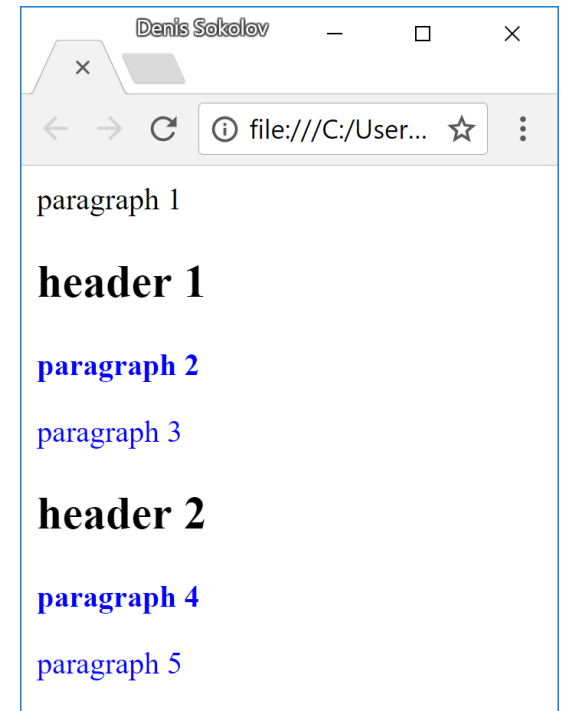 Denis Sokolov
file:///C:/User...
paragraph 1
header 1
paragraph 2
paragraph 3
header 2
paragraph 4
paragraph 5